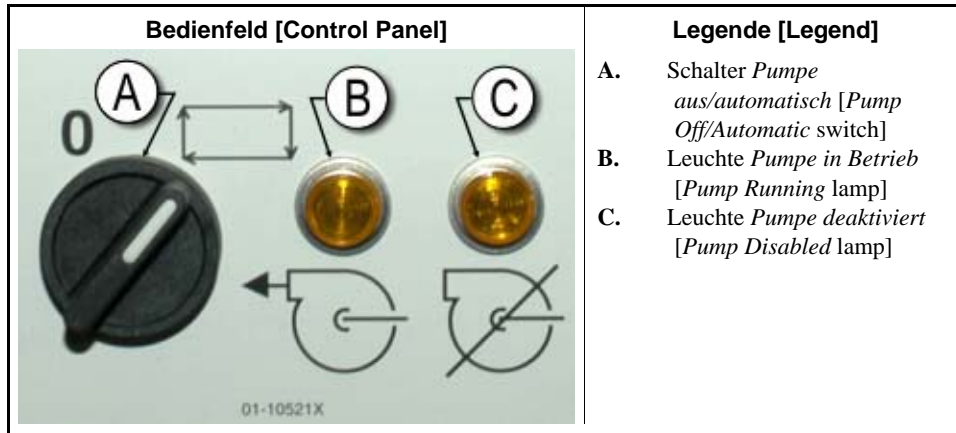 Bedienfeld [Control Panel]
A
B
C
0
01-10521X
Legende [Legend]
A. Schalter Pumpe
aus/automatisch [Pump
Off/Automatic switch]
B. Leuchte Pumpe in Betrieb
[Pump Running lamp]
C. Leuchte Pumpe deaktiviert
[Pump Disabled lamp]